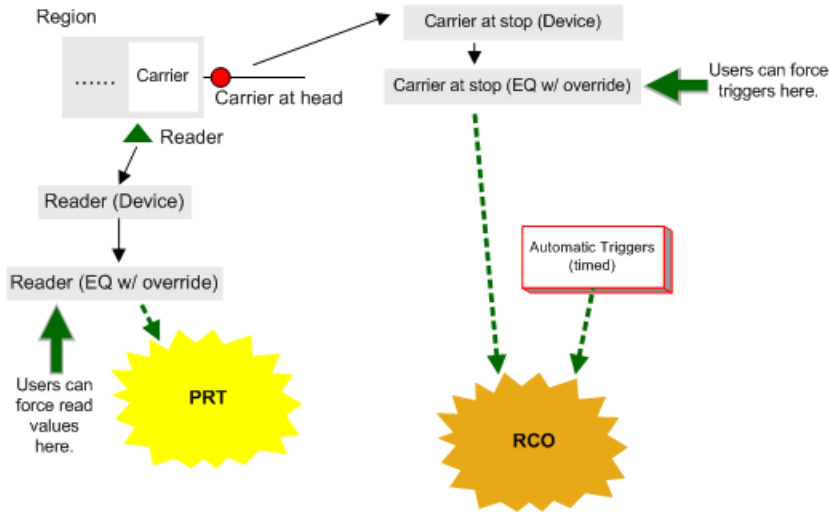 Region
......
Carrier
Carrier at head
Reader
Reader (Device)
Reader (EQ w/ override)
Users can
force read
values
here.
PRT
Carrier at stop (Device)
Carrier at stop (EQ w/ override)
Users can force
triggers here.
Automatic Triggers
(timed)
RCO